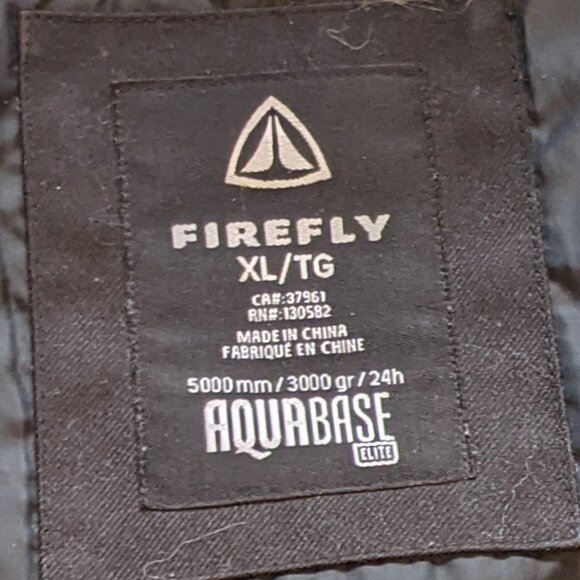 FIREFLY
XL/TG
CA#:37961
RN#:130582
MADE IN CHINA
FABRIQUÉ EN CHINE
5000 mm / 3000 gr / 24h
AQUABASE
ELITE